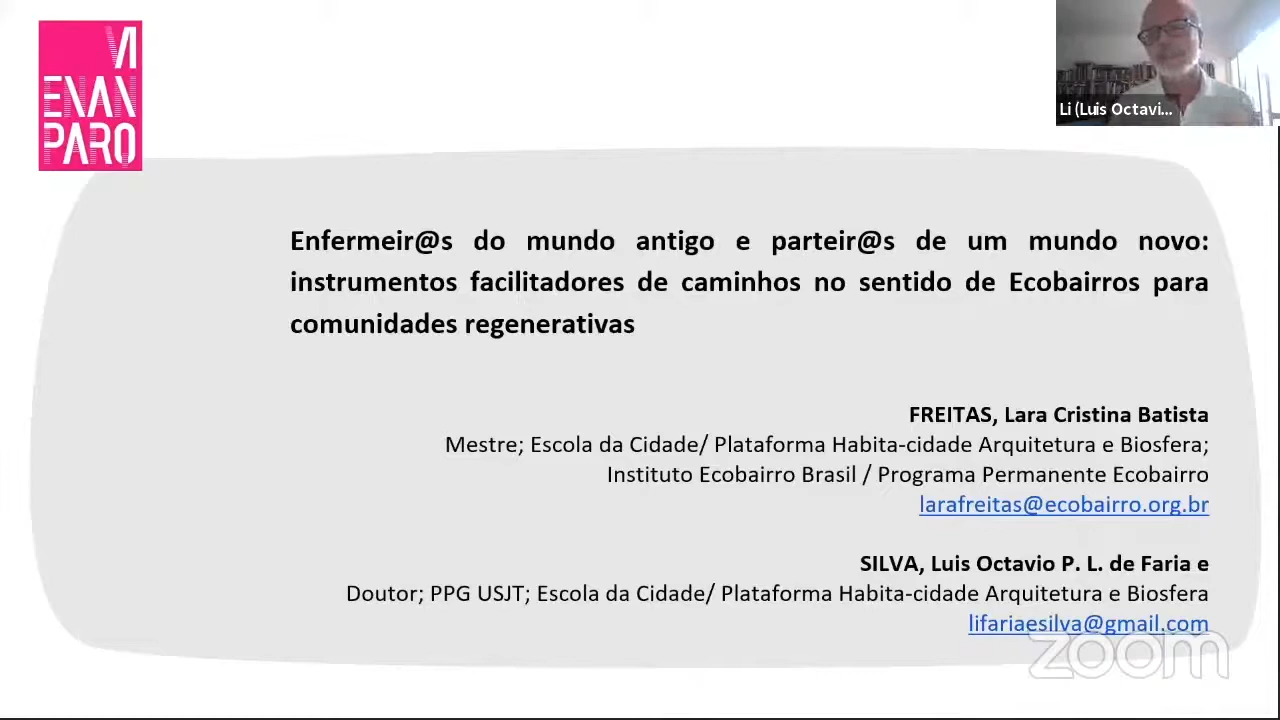 VI
ENAN
PARQ
Li (Luis Octavi...
Enfermeir@s do mundo antigo e parteir@s de um mundo novo:
instrumentos facilitadores de caminhos no sentido de Ecobairros para
comunidades regenerativas
FREITAS, Lara Cristina Batista
Mestre; Escola da Cidade/ Plataforma Habita-cidade Arquitetura e Biosfera;
Instituto Ecobairro Brasil / Programa Permanente Ecobairro
larafreitas@ecobairro.org.br
SILVA, Luis Octavio P. L. de Faria e
Doutor; PPG USJT; Escola da Cidade/ Plataforma Habita-cidade Arquitetura e Biosfera
lifariaesilva@gmail.com
zoom